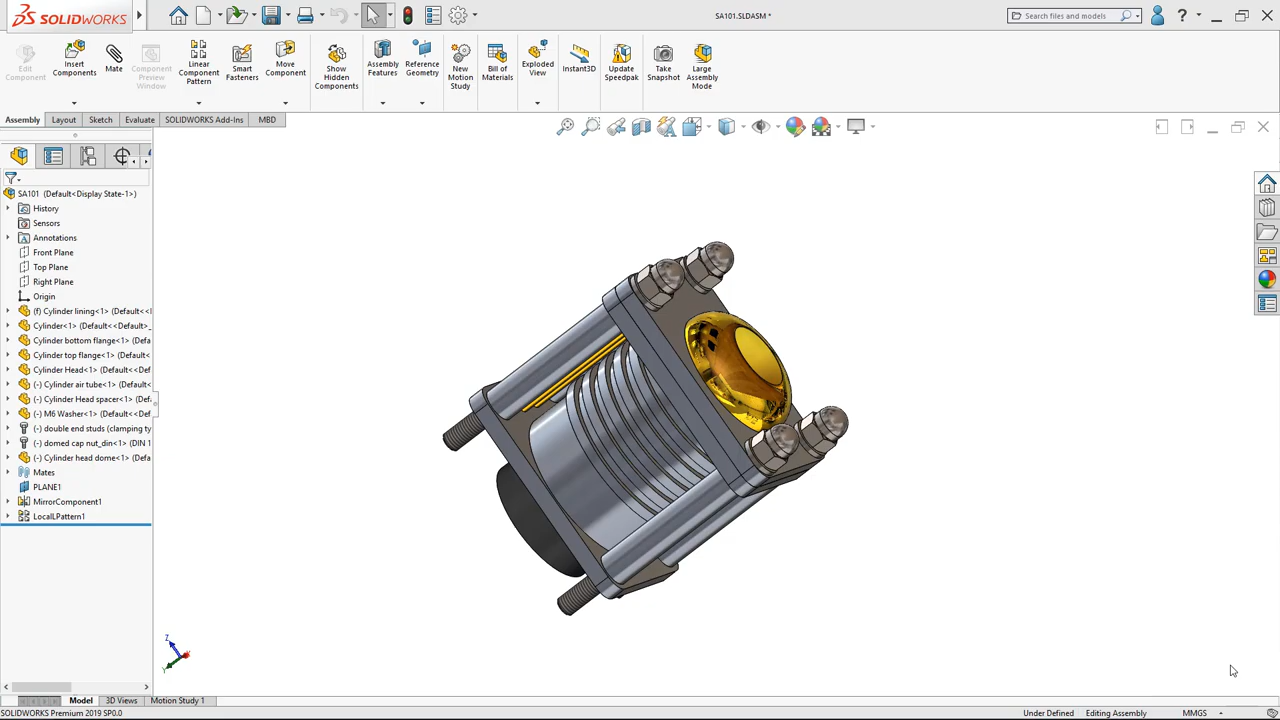 SOLIDWORKS
SA101.SLDASM *
Search files and models
Edit
Component
Insert
Components
Mate
Component
Preview
Window
Linear
Component
Pattern
Smart
Fasteners
Move
Component
Show
Hidden
Components
Assembly
Features
Reference
Geometry
New
Motion
Study
Bill of
Materials
Exploded
View
Instant3D
Update
Speedpak
Take
Snapshot
Large
Assembly
Mode
Assembly Layout Sketch Evaluate SOLIDWORKS Add-Ins MBD
SA101 (Default<Display State-1>)
History
Sensors
Annotations
Front Plane
Top Plane
Right Plane
Origin
(f) Cylinder lining<1> (Default<<
Cylinder<1> (Default<<Default>_
Cylinder bottom flange<1> (Def
Cylinder top flange<1> (Default<
Cylinder Head<1> (Default<<Def
(-) Cylinder air tube<1> (Default<
(-) Cylinder Head spacer<1> (Def
(-) M6 Washer<1> (Default<<Def
(-) double end studs (clamping ty
(-) domed cap nut_din<1> (DIN 1
(-) Cylinder head dome<1> (Defa
Mates
PLANE1
MirrorComponent1
LocalLPattern1
Z
Y
Model 3D Views Motion Study 1
SOLIDWORKS Premium 2019 SP0.0 Under Defined Editing Assembly MMGS